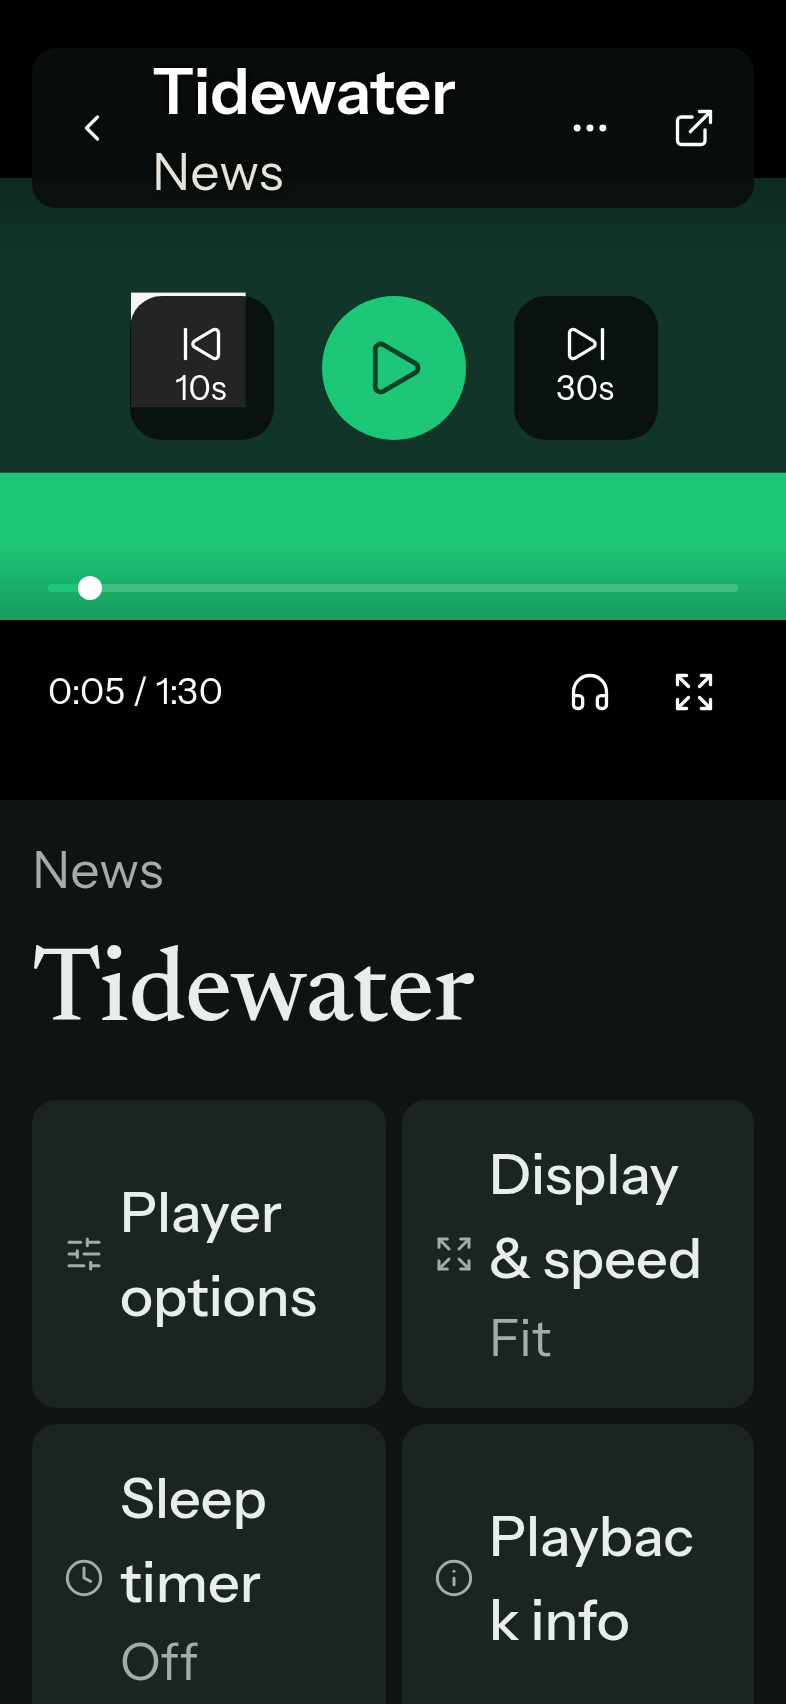 Tidewater
News
10s
30s
0:05 / 1:30
News
Tidewater
Player
options
Display
& speed
Fit
Sleep
timer
Off
Playbac
k info